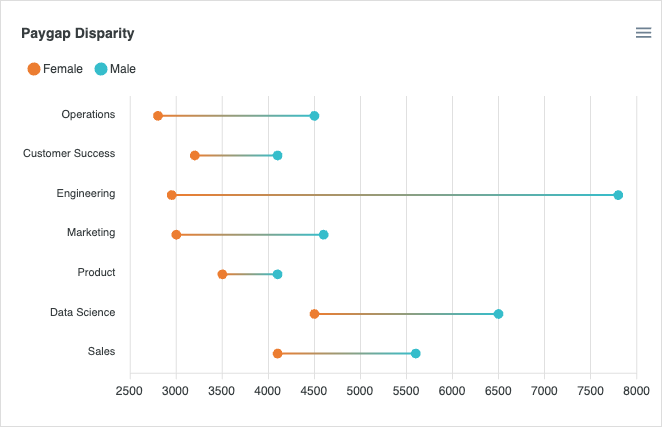 Paygap Disparity
Female Male
Operations
Customer Success
Engineering
Marketing
Product
Data Science
Sales
2500 3000 3500 4000 4500 5000 5500 6000 6500 7000 7500 8000